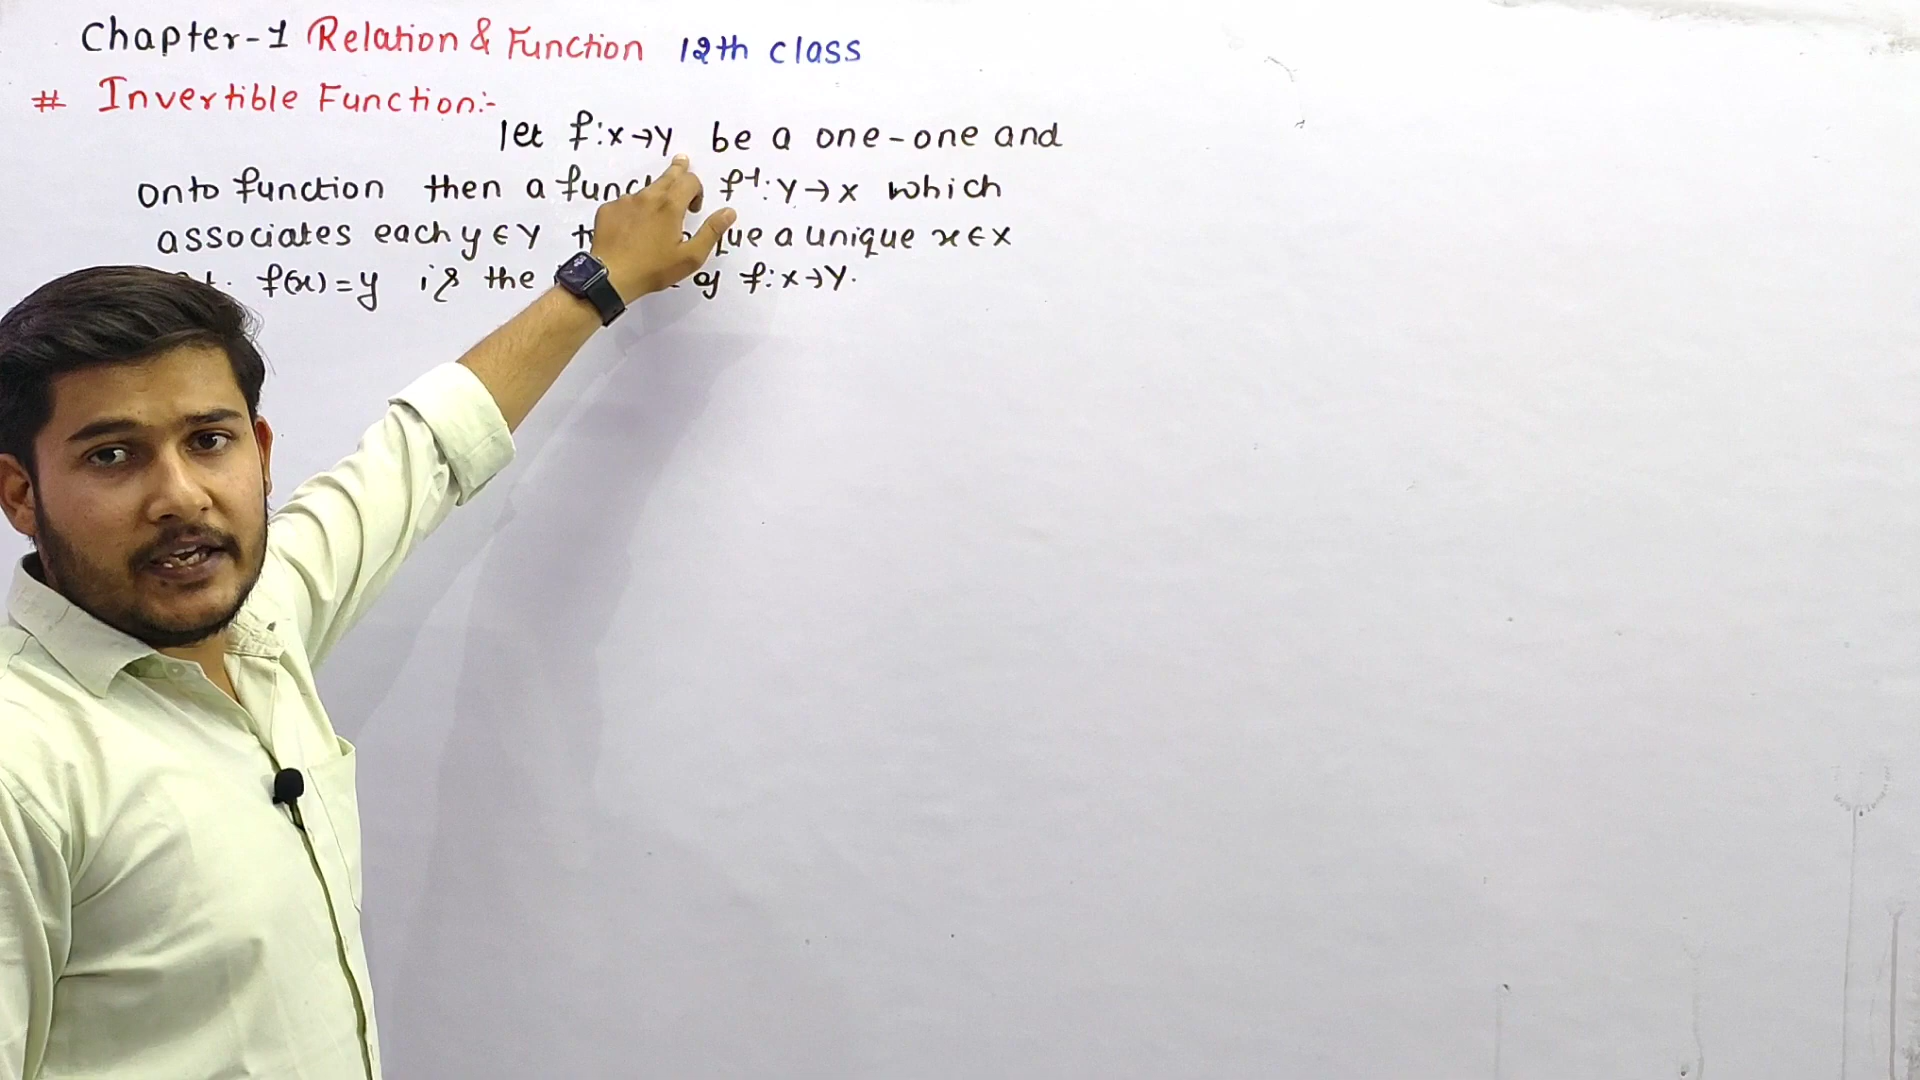 Chapter-1 Relation & Function 12th class
# Invertible Function:-
let f:x→y be a one-one and
onto function then a func f⁻¹:y→x which
associates each y∈Y que a unique x∈X
f(x)=y is the of f:x→y.